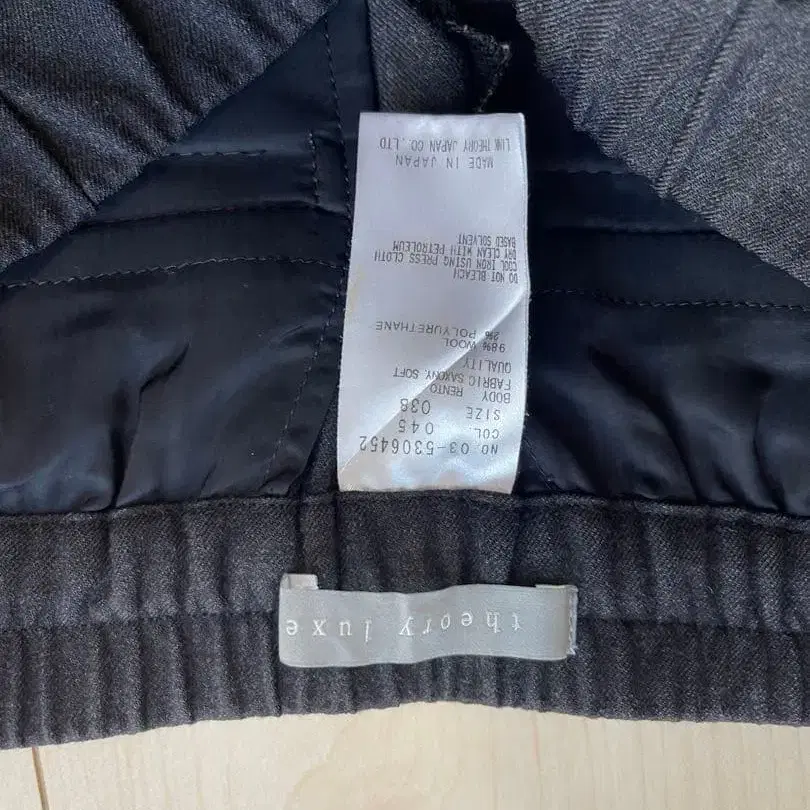 theory luxe
NO. 03-5306452
COL. 045
SIZE 038
BODY RENTO
FABRIC SAXONY SOFT
QUALITY
98% WOOL
2% POLYURETHANE
DO NOT BLEACH
COOL IRON USING PRESS CLOTH
DRY CLEAN WITH PETROLEUM
BASED SOLVENT
MADE IN JAPAN
LINK THEORY JAPAN CO., LTD